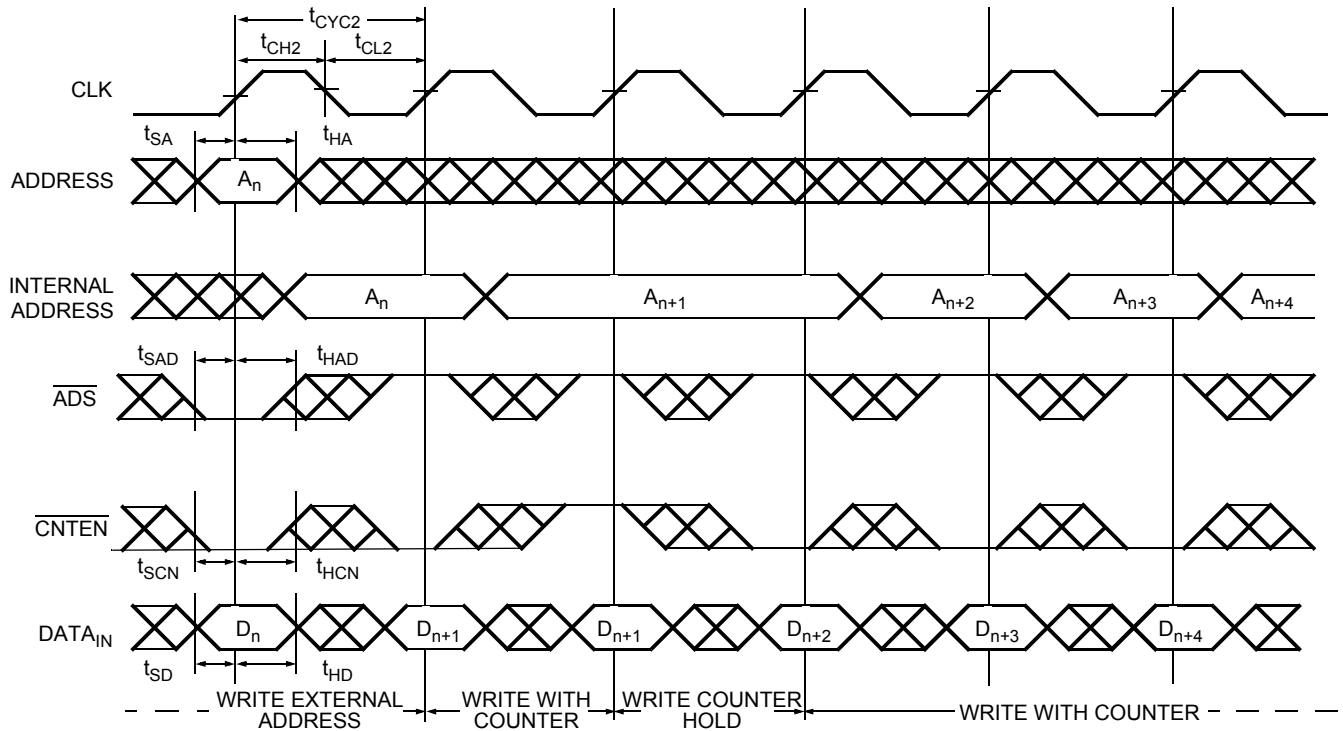 tCYC2
tCH2 tCL2
CLK
tSA tHA
ADDRESS An
INTERNAL
ADDRESS
An An+1 An+2 An+3 An+4
tSAD tHAD
ADS
CNTEN
tSCN tHCN
DATAIN Dn Dn+1 Dn+1 Dn+2 Dn+3 Dn+4
tSD tHD
WRITE EXTERNAL
ADDRESS
WRITE WITH
COUNTER
WRITE COUNTER
HOLD
WRITE WITH COUNTER